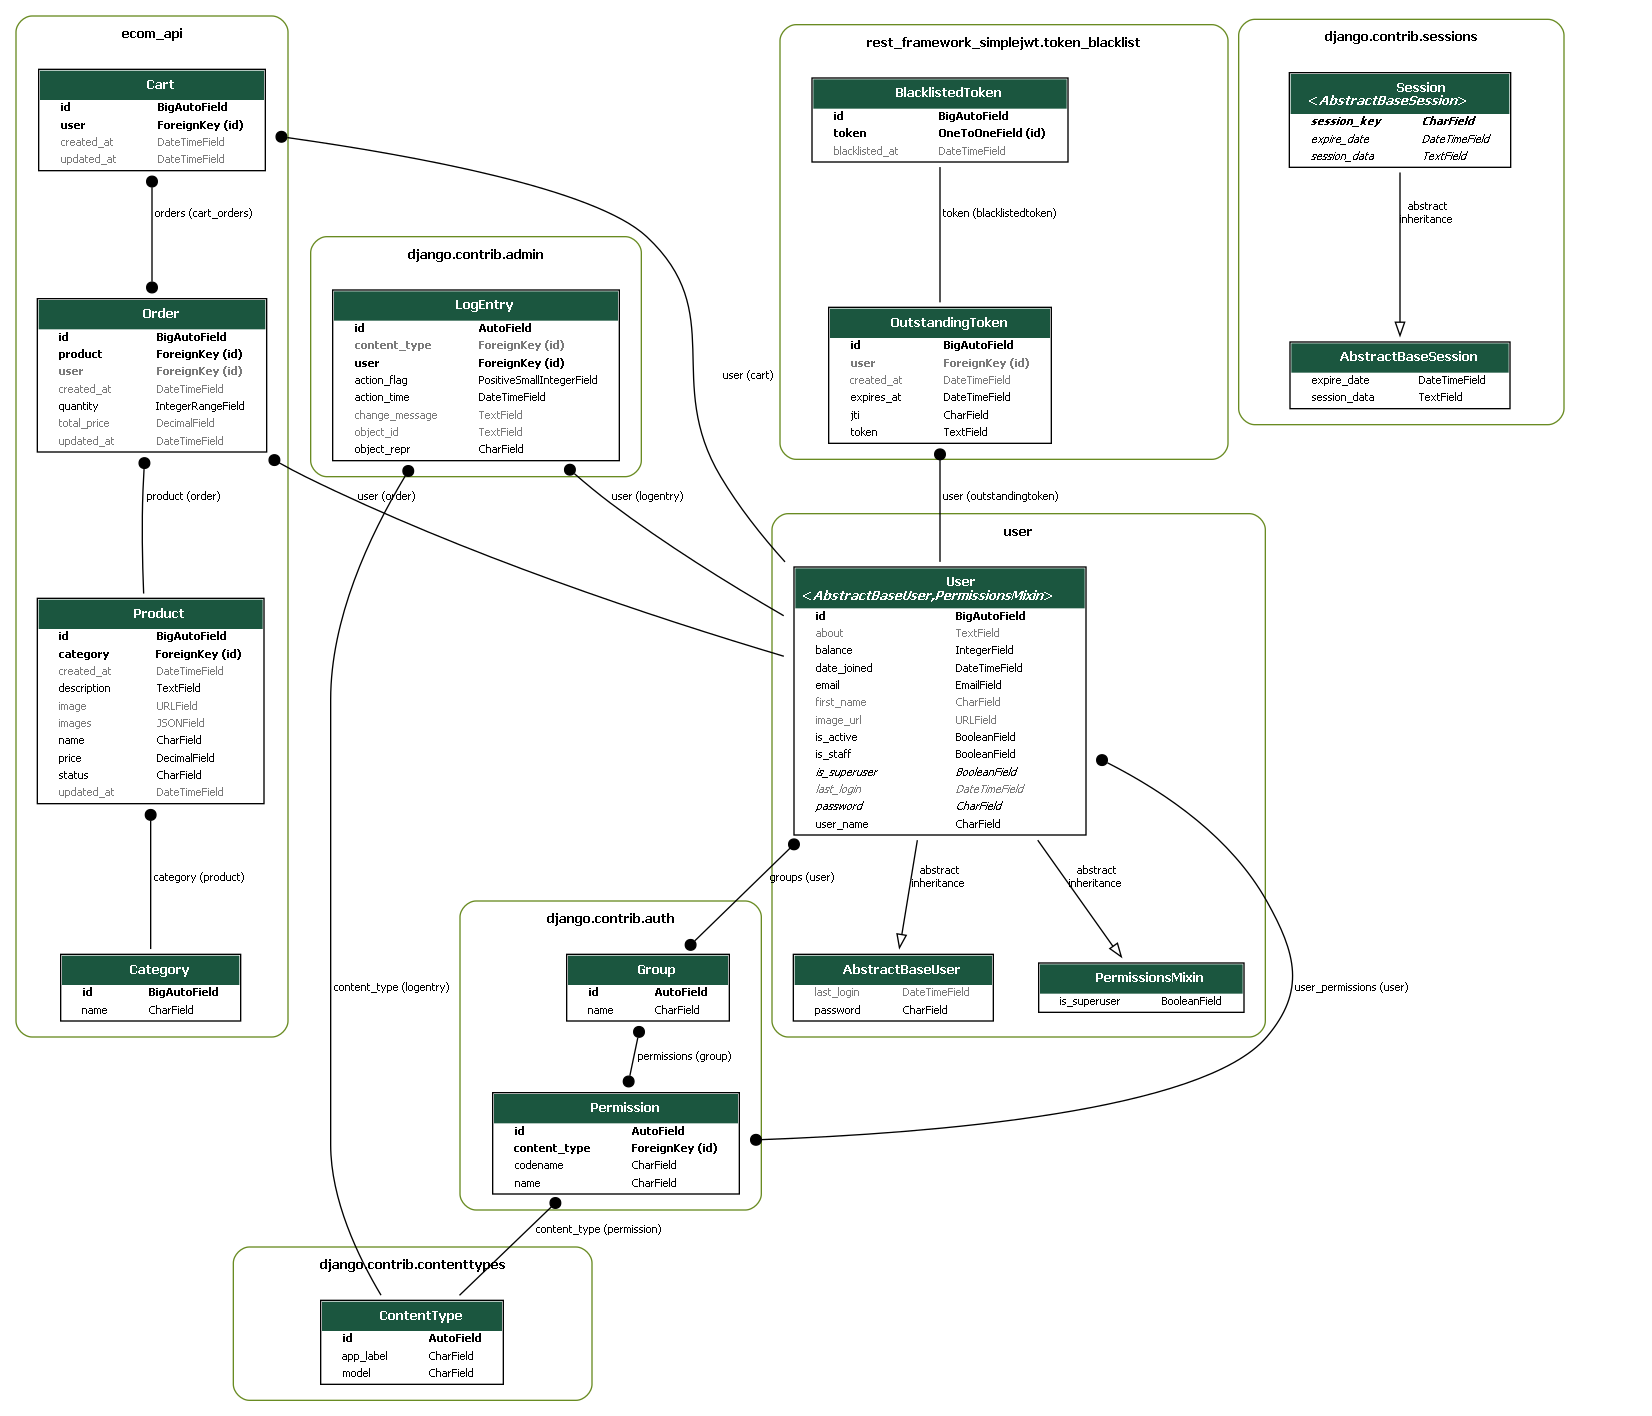 ecom_api
Cart
id BigAutoField
user ForeignKey (id)
created_at DateTimeField
updated_at DateTimeField
orders (cart_orders)
Order
id BigAutoField
product ForeignKey (id)
user ForeignKey (id)
created_at DateTimeField
quantity IntegerRangeField
total_price DecimalField
updated_at DateTimeField
product (order)
Product
id BigAutoField
category ForeignKey (id)
created_at DateTimeField
description TextField
image URLField
images JSONField
name CharField
price DecimalField
status CharField
updated_at DateTimeField
category (product)
Category
id BigAutoField
name CharField
django.contrib.admin
LogEntry
id AutoField
content_type ForeignKey (id)
user ForeignKey (id)
action_flag PositiveSmallIntegerField
action_time DateTimeField
change_message TextField
object_id TextField
object_repr CharField
user (order)
user (logentry)
user (cart)
rest_framework_simplejwt.token_blacklist
BlacklistedToken
id BigAutoField
token OneToOneField (id)
blacklisted_at DateTimeField
token (blacklistedtoken)
OutstandingToken
id BigAutoField
user ForeignKey (id)
created_at DateTimeField
expires_at DateTimeField
jti CharField
token TextField
user (outstandingtoken)
django.contrib.sessions
Session
<AbstractBaseSession>
session_key CharField
expire_date DateTimeField
session_data TextField
abstract
inheritance
AbstractBaseSession
expire_date DateTimeField
session_data TextField
user
User
<AbstractBaseUser,PermissionsMixin>
id BigAutoField
about TextField
balance IntegerField
date_joined DateTimeField
email EmailField
first_name CharField
image_url URLField
is_active BooleanField
is_staff BooleanField
is_superuser BooleanField
last_login DateTimeField
password CharField
user_name CharField
groups (user)
abstract
inheritance
abstract
inheritance
AbstractBaseUser
last_login DateTimeField
password CharField
PermissionsMixin
is_superuser BooleanField
user_permissions (user)
content_type (logentry)
django.contrib.auth
Group
id AutoField
name CharField
permissions (group)
Permission
id AutoField
content_type ForeignKey (id)
codename CharField
name CharField
content_type (permission)
django.contrib.contenttypes
ContentType
id AutoField
app_label CharField
model CharField